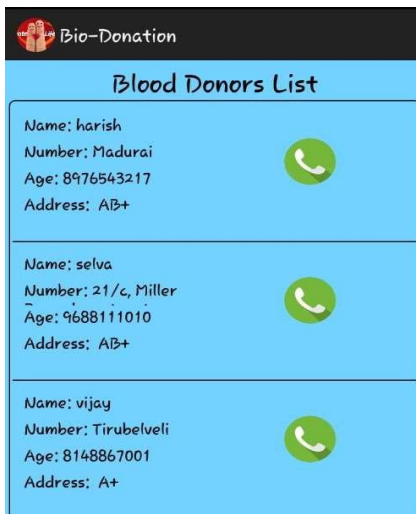 Bio-Donation
Blood Donors List
Name: harish
Number: Madurai
Age: 8976543217
Address: AB+
Name: selva
Number: 21/c, Miller
Age: 9688111010
Address: AB+
Name: vijay
Number: Tirubelveli
Age: 8148867001
Address: A+